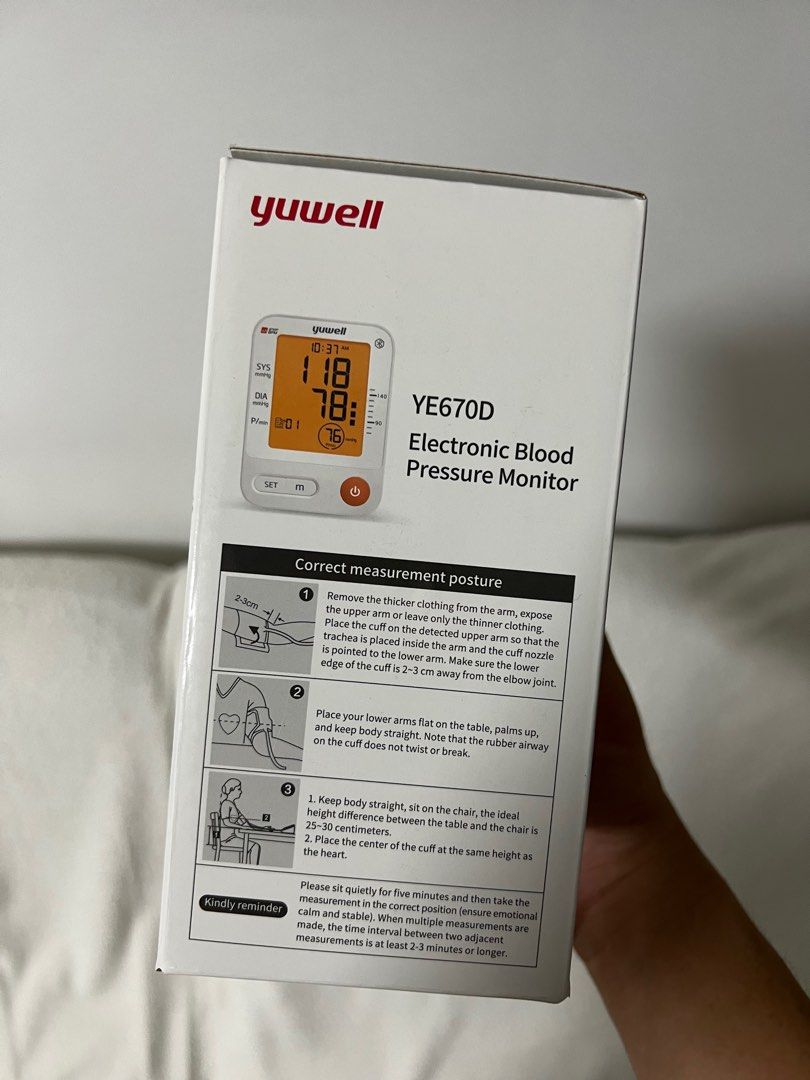 yuwell
yuwell
10:37 AM
SYS
mmHg
118
DIA
mmHg
78
P/min
01
76
140
90
SET m
YE670D
Electronic Blood
Pressure Monitor
Correct measurement posture
1
2-3cm
Remove the thicker clothing from the arm, expose
the upper arm or leave only the thinner clothing.
Place the cuff on the detected upper arm so that the
trachea is placed inside the arm and the cuff nozzle
is pointed to the lower arm. Make sure the lower
edge of the cuff is 2~3 cm away from the elbow joint.
2
Place your lower arms flat on the table, palms up,
and keep body straight. Note that the rubber airway
on the cuff does not twist or break.
3
2
1. Keep body straight, sit on the chair, the ideal
height difference between the table and the chair is
25~30 centimeters.
2. Place the center of the cuff at the same height as
the heart.
Kindly reminder
Please sit quietly for five minutes and then take the
measurement in the correct position (ensure emotional
calm and stable). When multiple measurements are
made, the time interval between two adjacent
measurements is at least 2-3 minutes or longer.